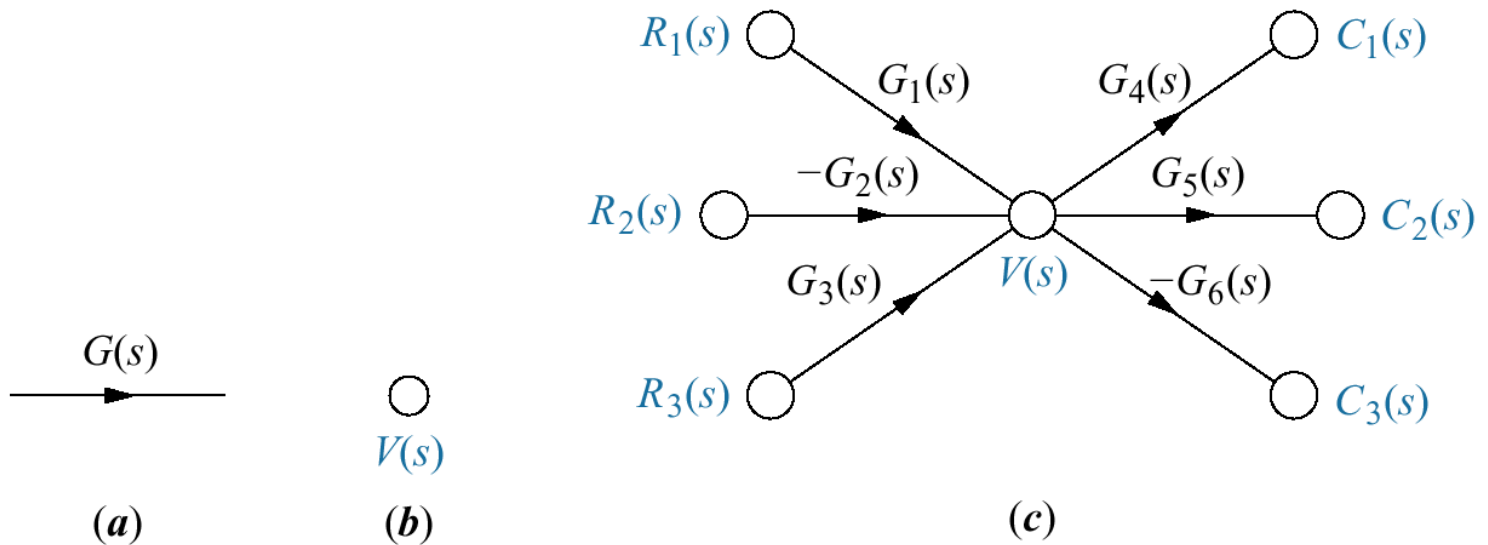 R₁(s) C₁(s)
G₁(s) G₄(s)
−G₂(s) G₅(s)
R₂(s) C₂(s)
G₃(s) V(s) −G₆(s)
G(s)
R₃(s) C₃(s)
V(s)
(a) (b) (c)